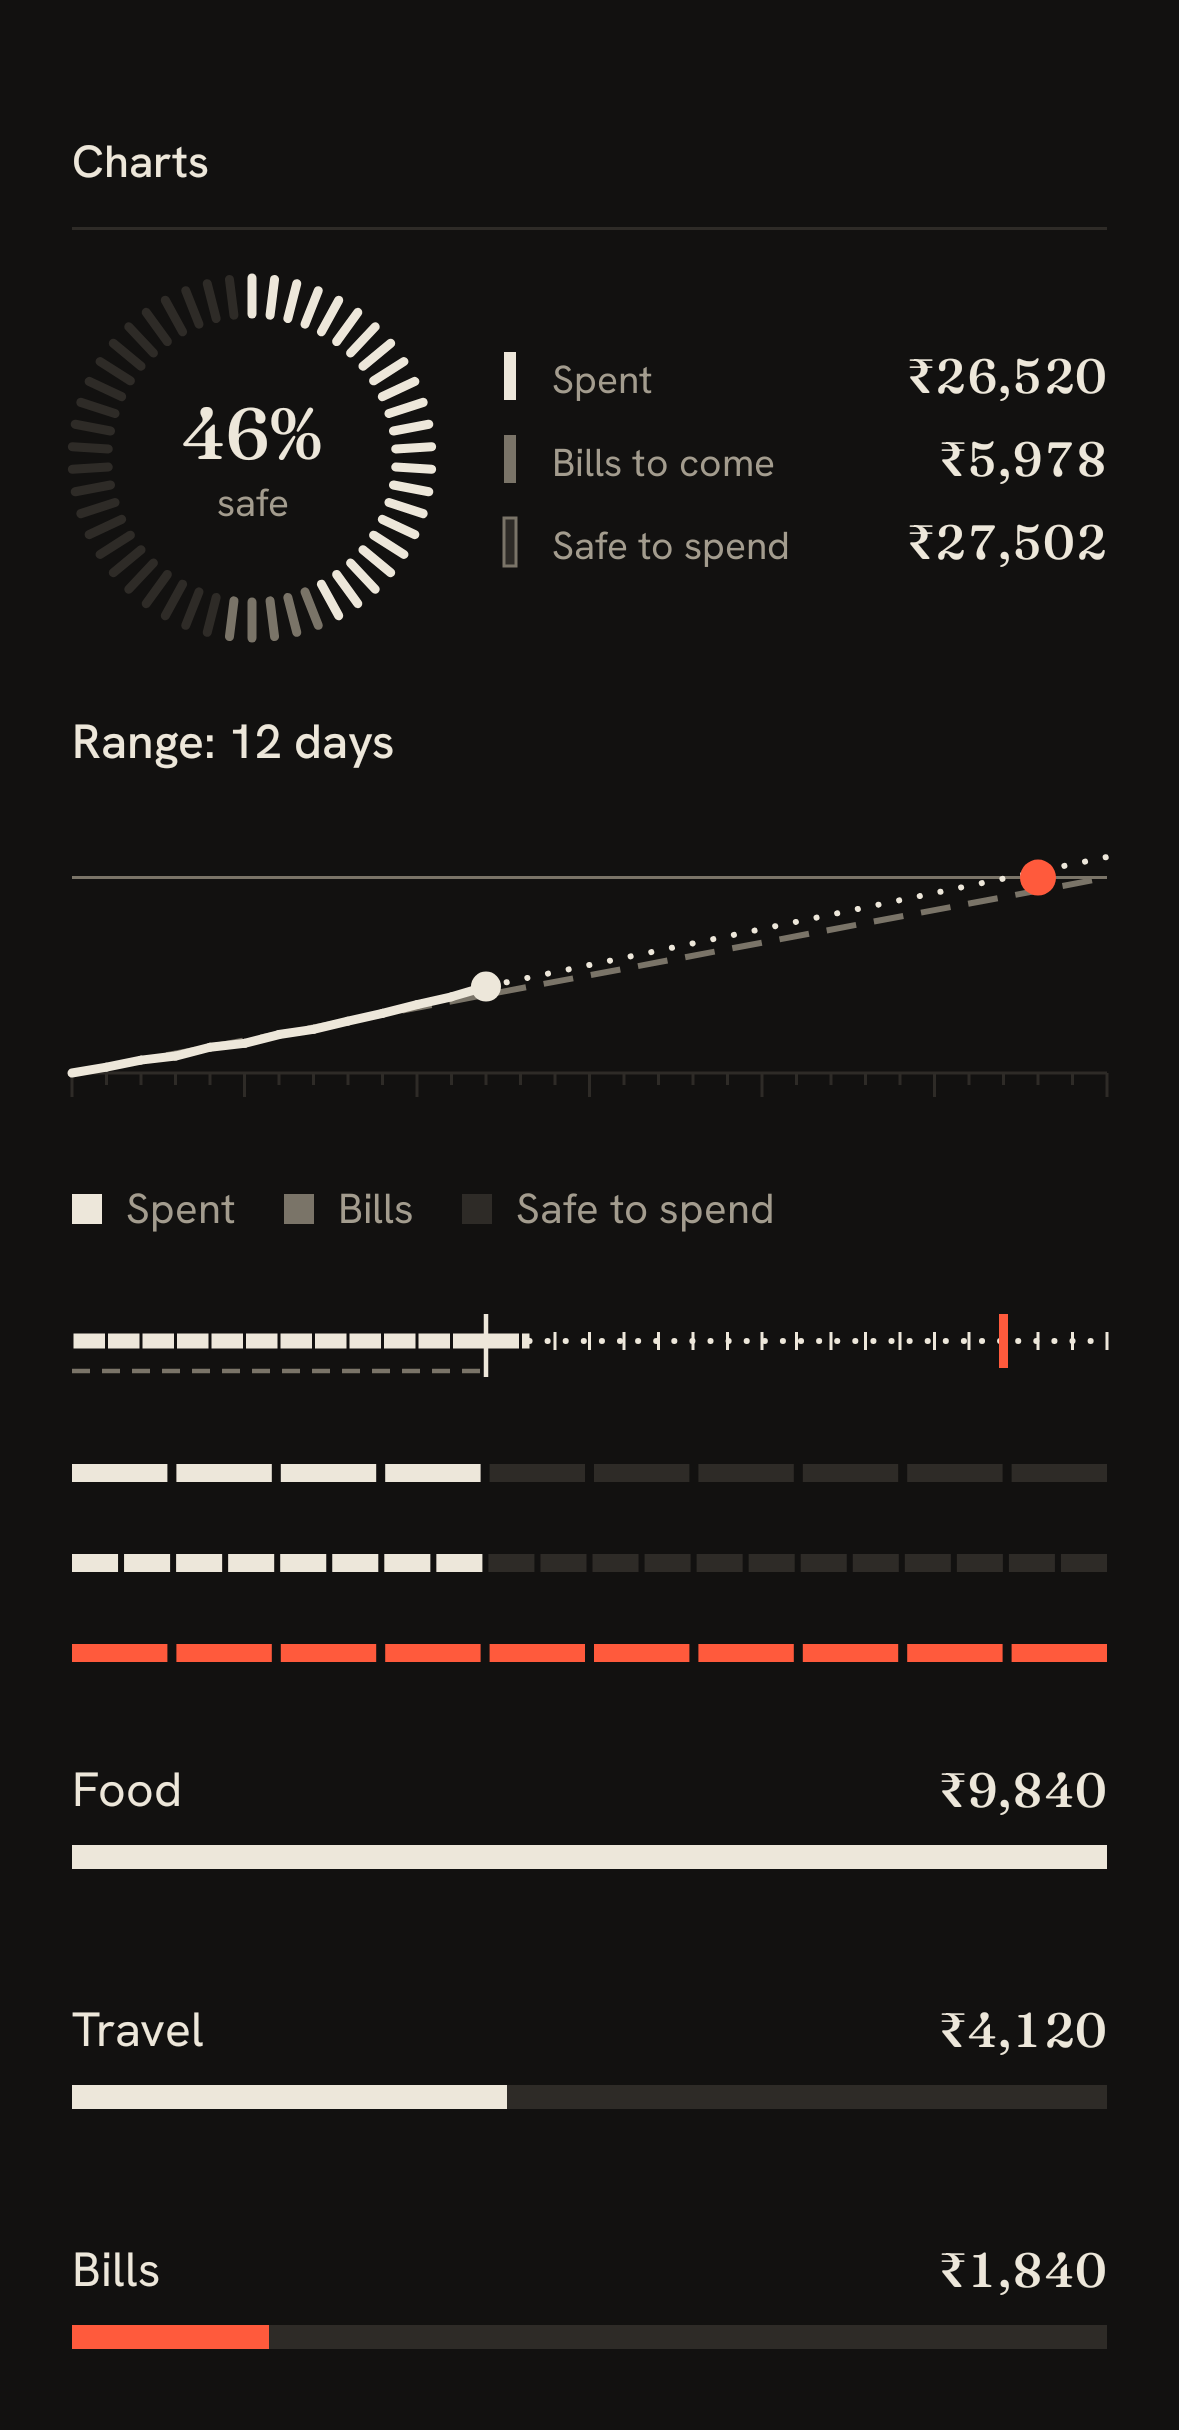 Charts
46%
safe
Spent ₹26,520
Bills to come ₹5,978
Safe to spend ₹27,502
Range: 12 days
Spent Bills Safe to spend
Food ₹9,840
Travel ₹4,120
Bills ₹1,840